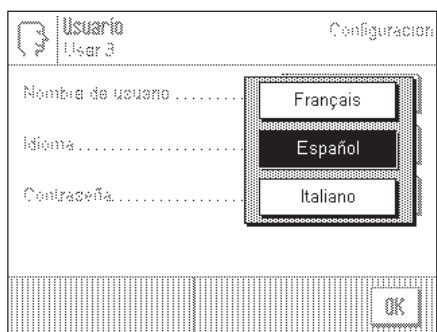 Usuario
User 3
Configuracion
Nombre de usuario
Français
Idioma
Español
Contraseña
Italiano
OK